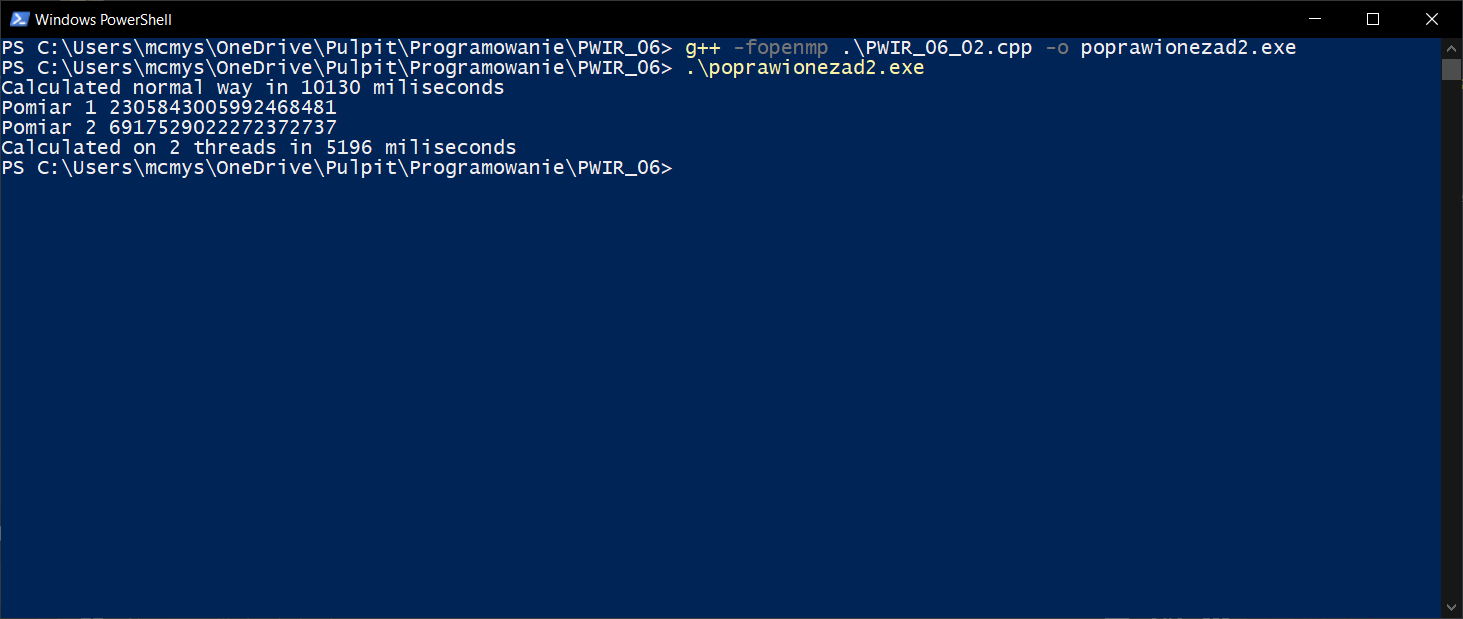 Windows PowerShell
PS C:\Users\mcmys\OneDrive\Pulpit\Programowanie\PWIR_06> g++ -fopenmp .\PWIR_06_02.cpp -o poprawionezad2.exe
PS C:\Users\mcmys\OneDrive\Pulpit\Programowanie\PWIR_06> .\poprawionezad2.exe
Calculated normal way in 10130 miliseconds
Pomiar 1 2305843005992468481
Pomiar 2 6917529022272372737
Calculated on 2 threads in 5196 miliseconds
PS C:\Users\mcmys\OneDrive\Pulpit\Programowanie\PWIR_06>